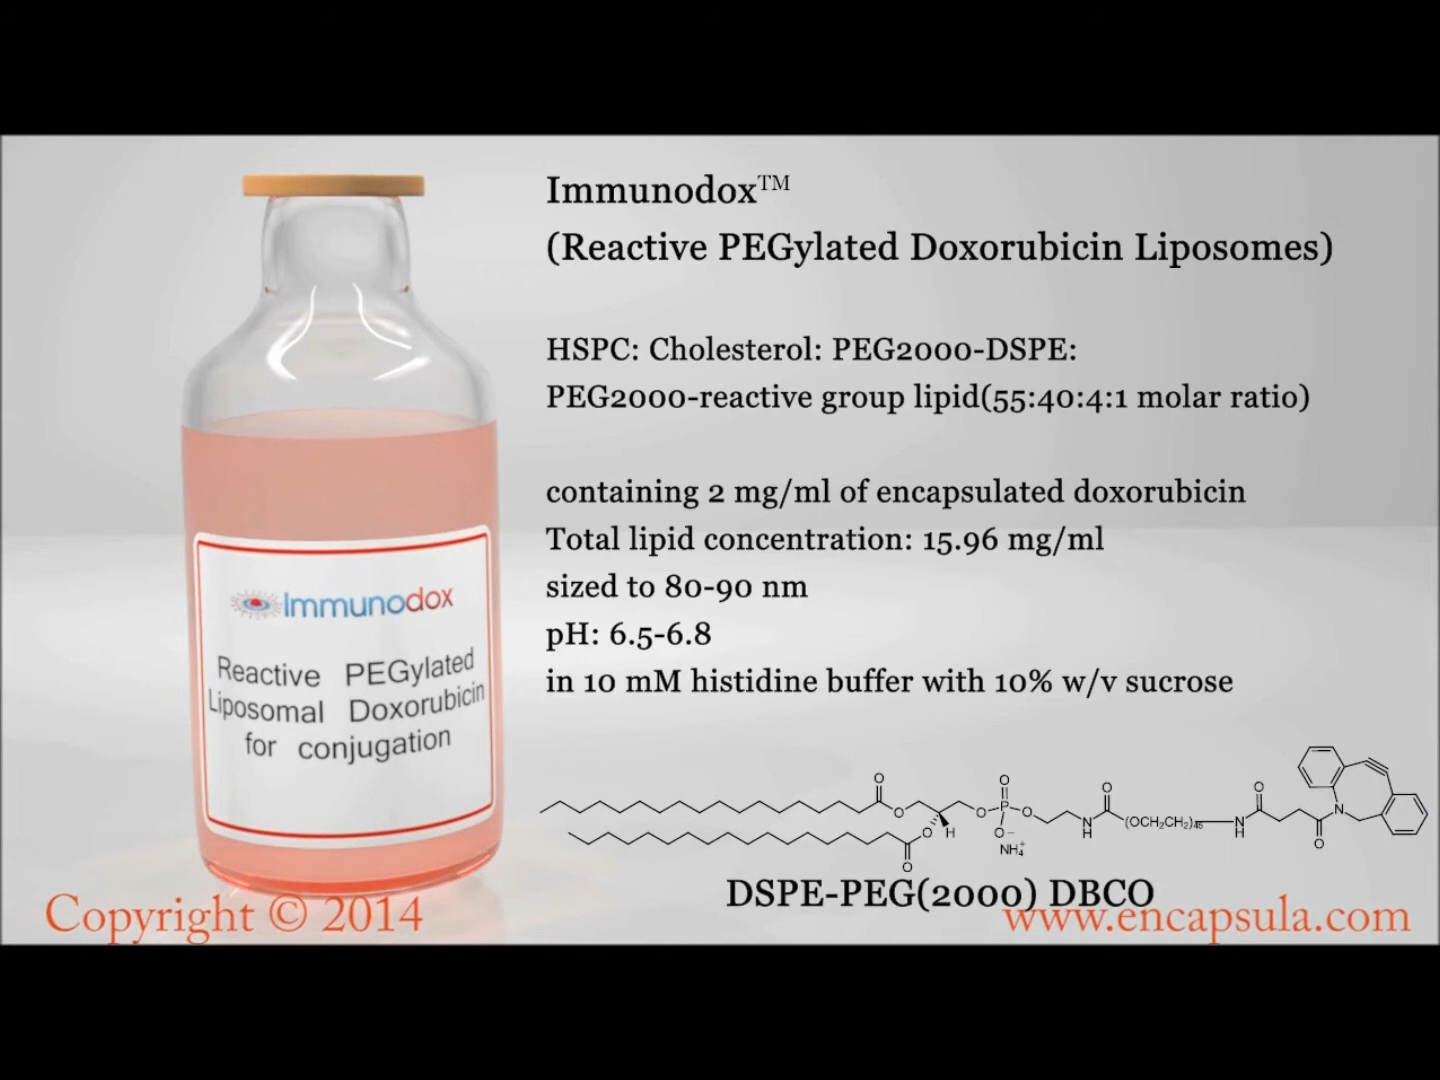 Immunodox™
(Reactive PEGylated Doxorubicin Liposomes)
HSPC: Cholesterol: PEG2000-DSPE:
PEG2000-reactive group lipid(55:40:4:1 molar ratio)
containing 2 mg/ml of encapsulated doxorubicin
Total lipid concentration: 15.96 mg/ml
sized to 80-90 nm
pH: 6.5-6.8
in 10 mM histidine buffer with 10% w/v sucrose
Immunodox
Reactive PEGylated
Liposomal Doxorubicin
for conjugation
O O O O
O O P O O N (OCH₂CH₂)₄₅ N N
O H O⁻ H H O
O NH₄⁺
DSPE-PEG(2000) DBCO
Copyright © 2014
www.encapsula.com